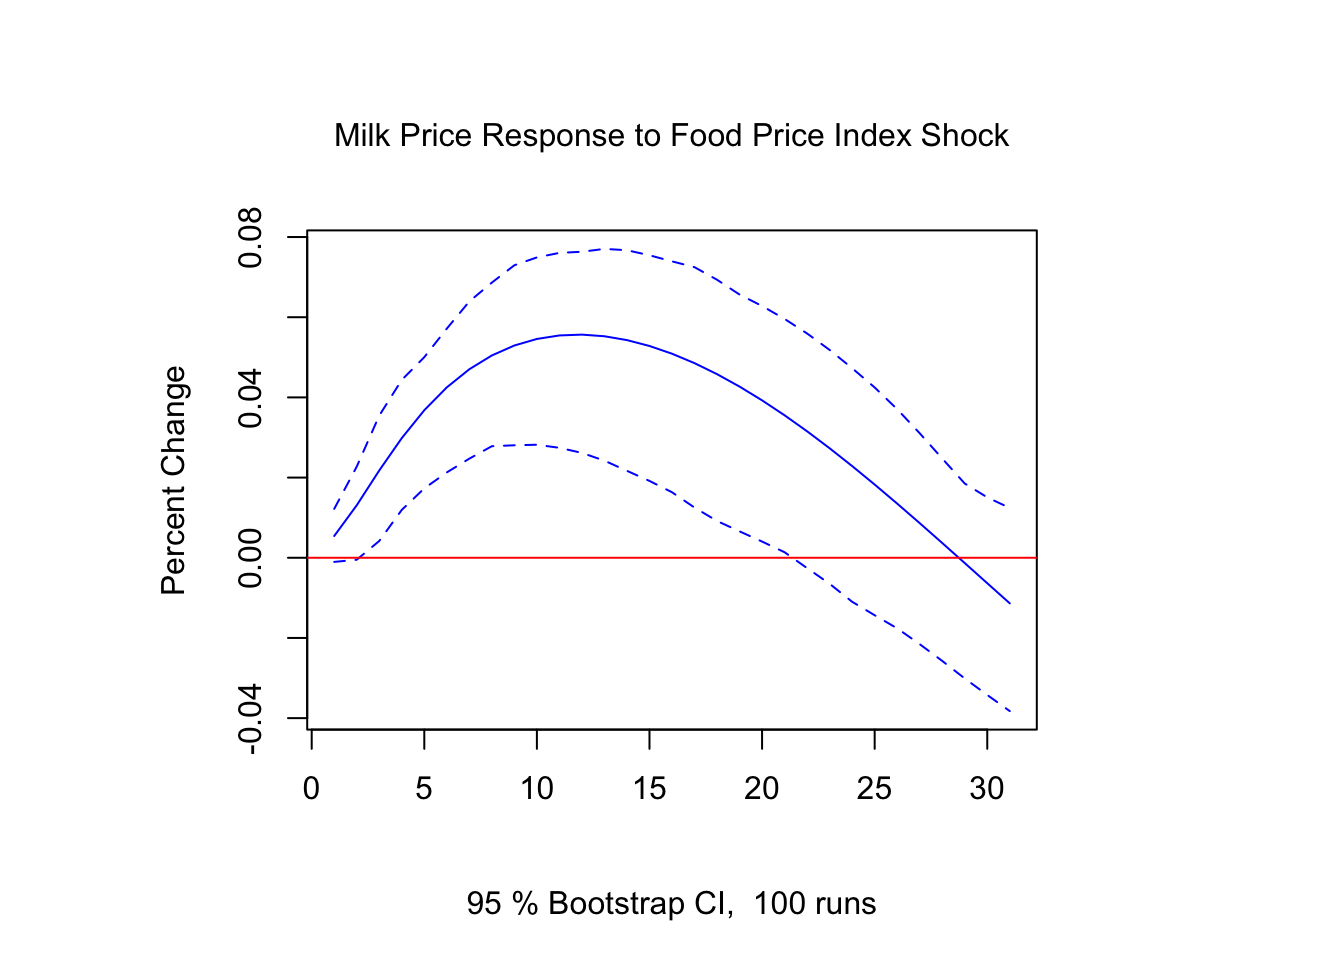 Milk Price Response to Food Price Index Shock
Percent Change
0.08
0.04
0.00
-0.04
0 5 10 15 20 25 30
95 % Bootstrap CI,  100 runs